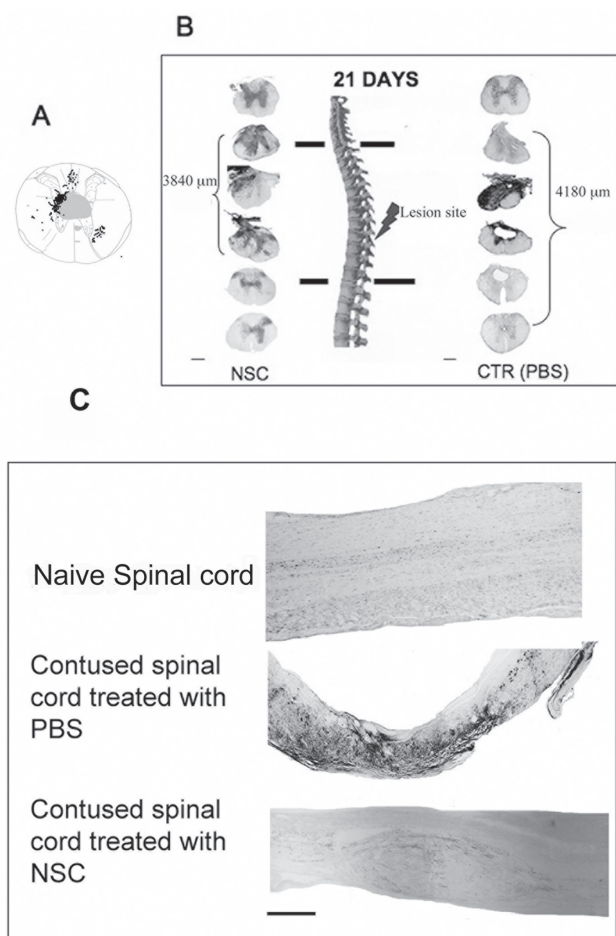 B
A
21 DAYS
3840 µm
4180 µm
Lesion site
NSC
CTR (PBS)
C
Naive Spinal cord
Contused spinal
cord treated with
PBS
Contused spinal
cord treated with
NSC